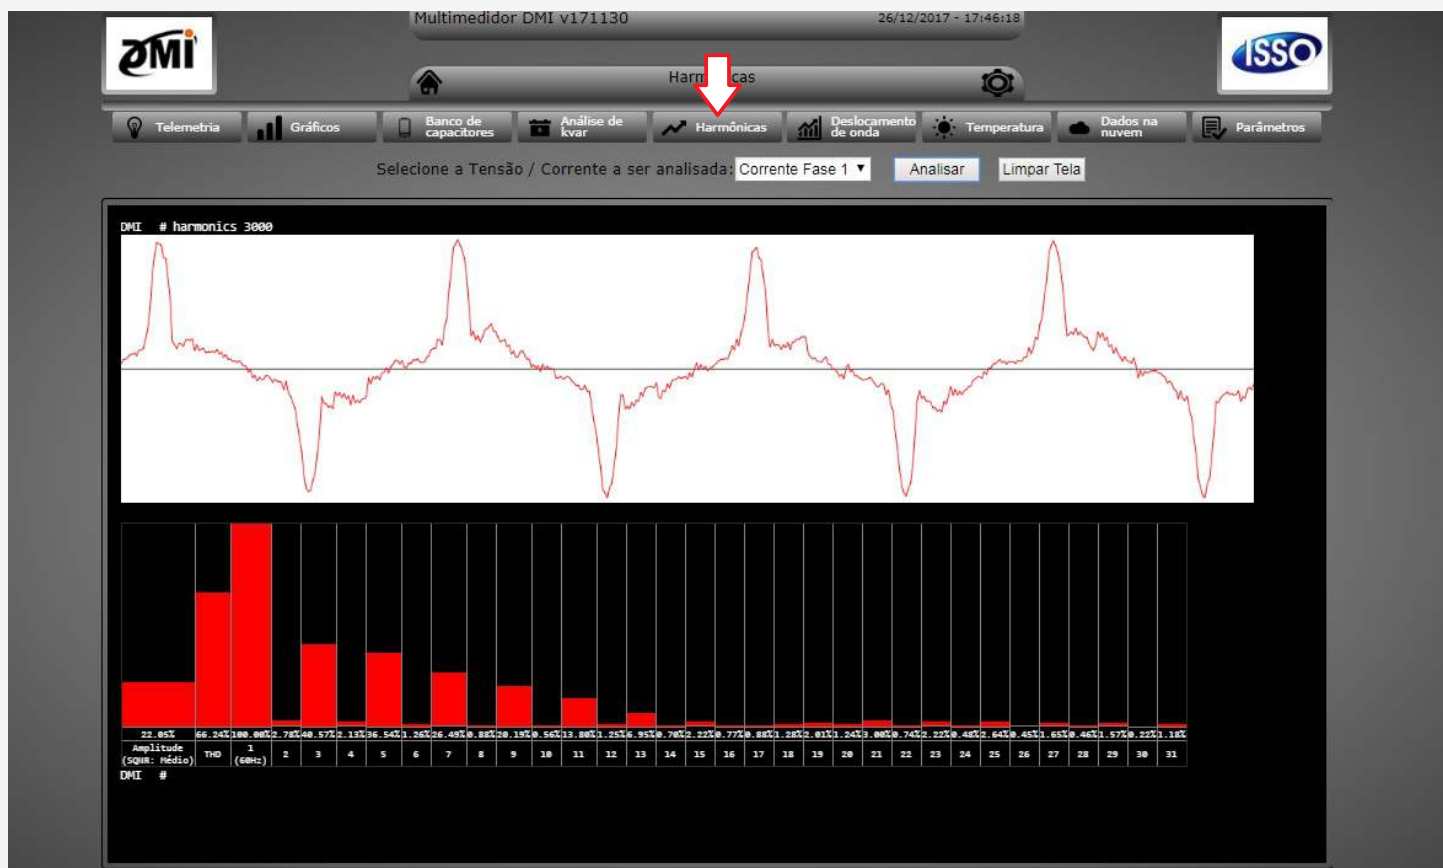 Multimedidor DMI v171130 26/12/2017 - 17:46:18
DMI
ISSO
Harm cas
Telemetria Gráficos Banco de capacitores Análise de kvar Harmônicas Deslocamento de onda Temperatura Dados na nuvem Parâmetros
Selecione a Tensão / Corrente a ser analisada: Corrente Fase 1 Analisar Limpar Tela
DMI # harmonics 3000
22.05% 66.24% 100.00% 2.78% 40.57% 2.13% 36.54% 1.26% 26.49% 0.88% 20.19% 0.56% 13.80% 1.25% 6.95% 0.70% 2.22% 0.77% 0.88% 1.28% 2.01% 1.24% 3.00% 0.74% 2.22% 0.48% 2.64% 0.45% 1.65% 0.46% 1.57% 0.22% 1.18%
Amplitude (SQNR: Médio) THD 1 (60Hz) 2 3 4 5 6 7 8 9 10 11 12 13 14 15 16 17 18 19 20 21 22 23 24 25 26 27 28 29 30 31
DMI #